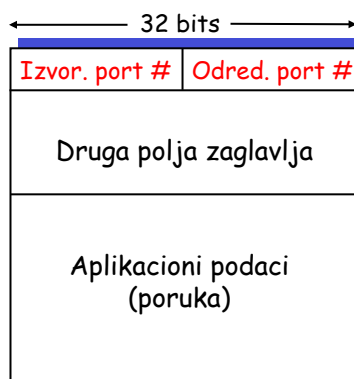 32 bits
Izvor. port # Odred. port #
Druga polja zaglavlja
Aplikacioni podaci
(poruka)